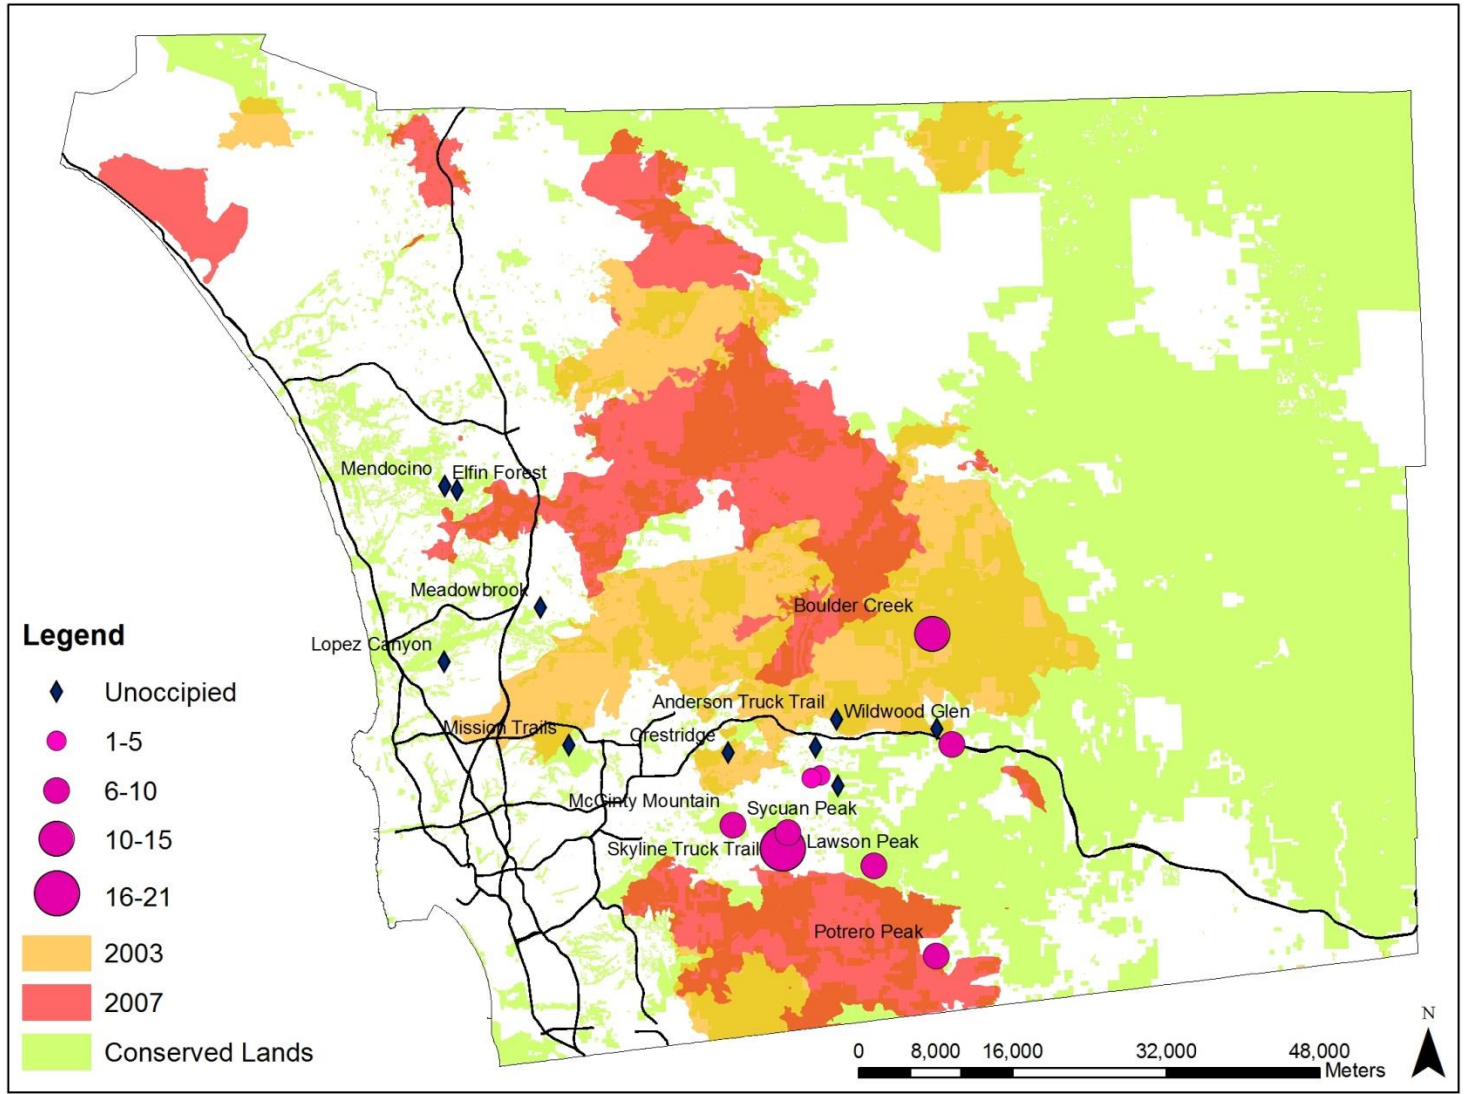 Mendocino
Elfin Forest
Meadowbrook
Boulder Creek
Lopez Canyon
Anderson Truck Trail
Wildwood Glen
Mission Trails
Crestridge
McGinty Mountain
Sycuan Peak
Skyline Truck Trail
Lawson Peak
Potrero Peak
Legend
Unoccipied
1-5
6-10
10-15
16-21
2003
2007
Conserved Lands
N
0 8,000 16,000 32,000 48,000
Meters